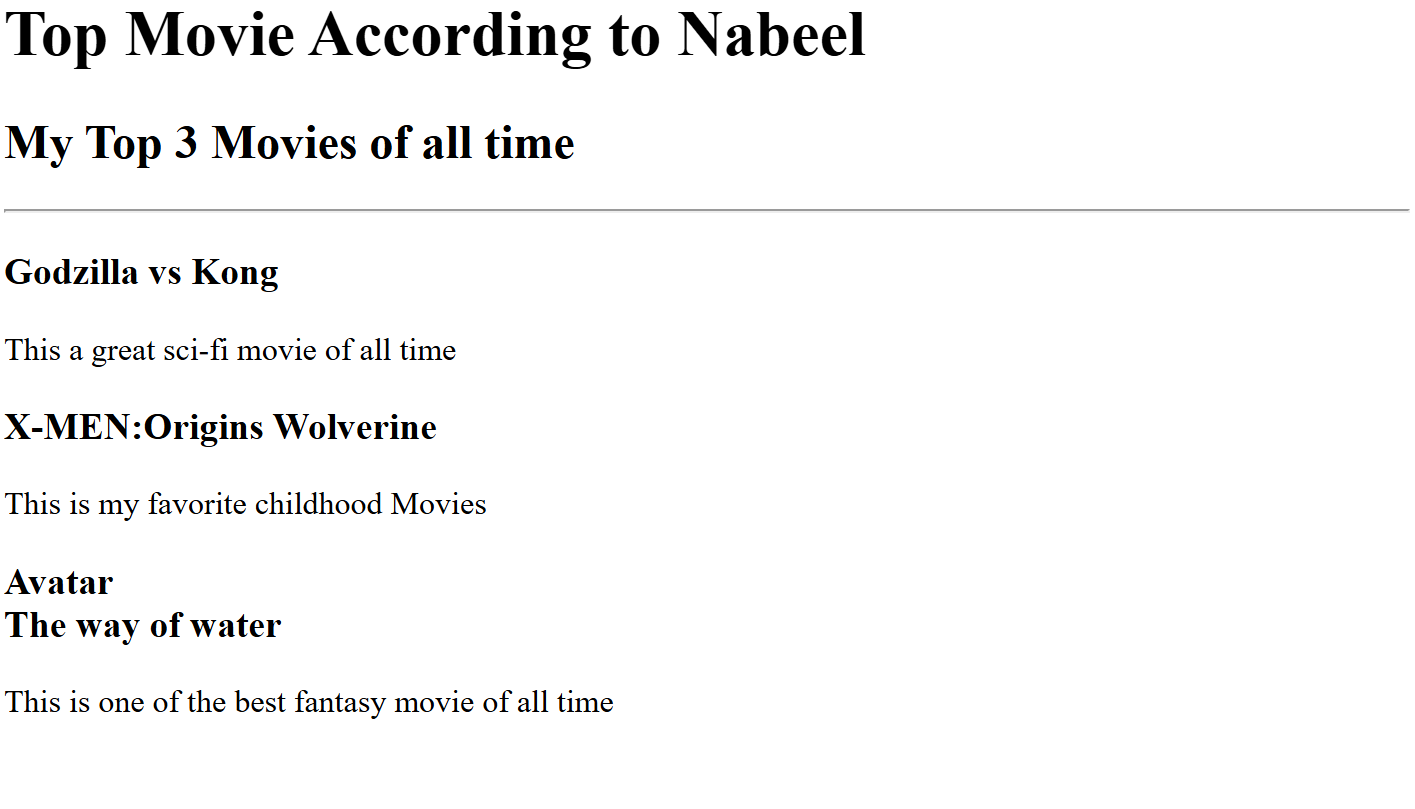 Top Movie According to Nabeel
My Top 3 Movies of all time
Godzilla vs Kong
This a great sci-fi movie of all time
X-MEN:Origins Wolverine
This is my favorite childhood Movies
Avatar
The way of water
This is one of the best fantasy movie of all time